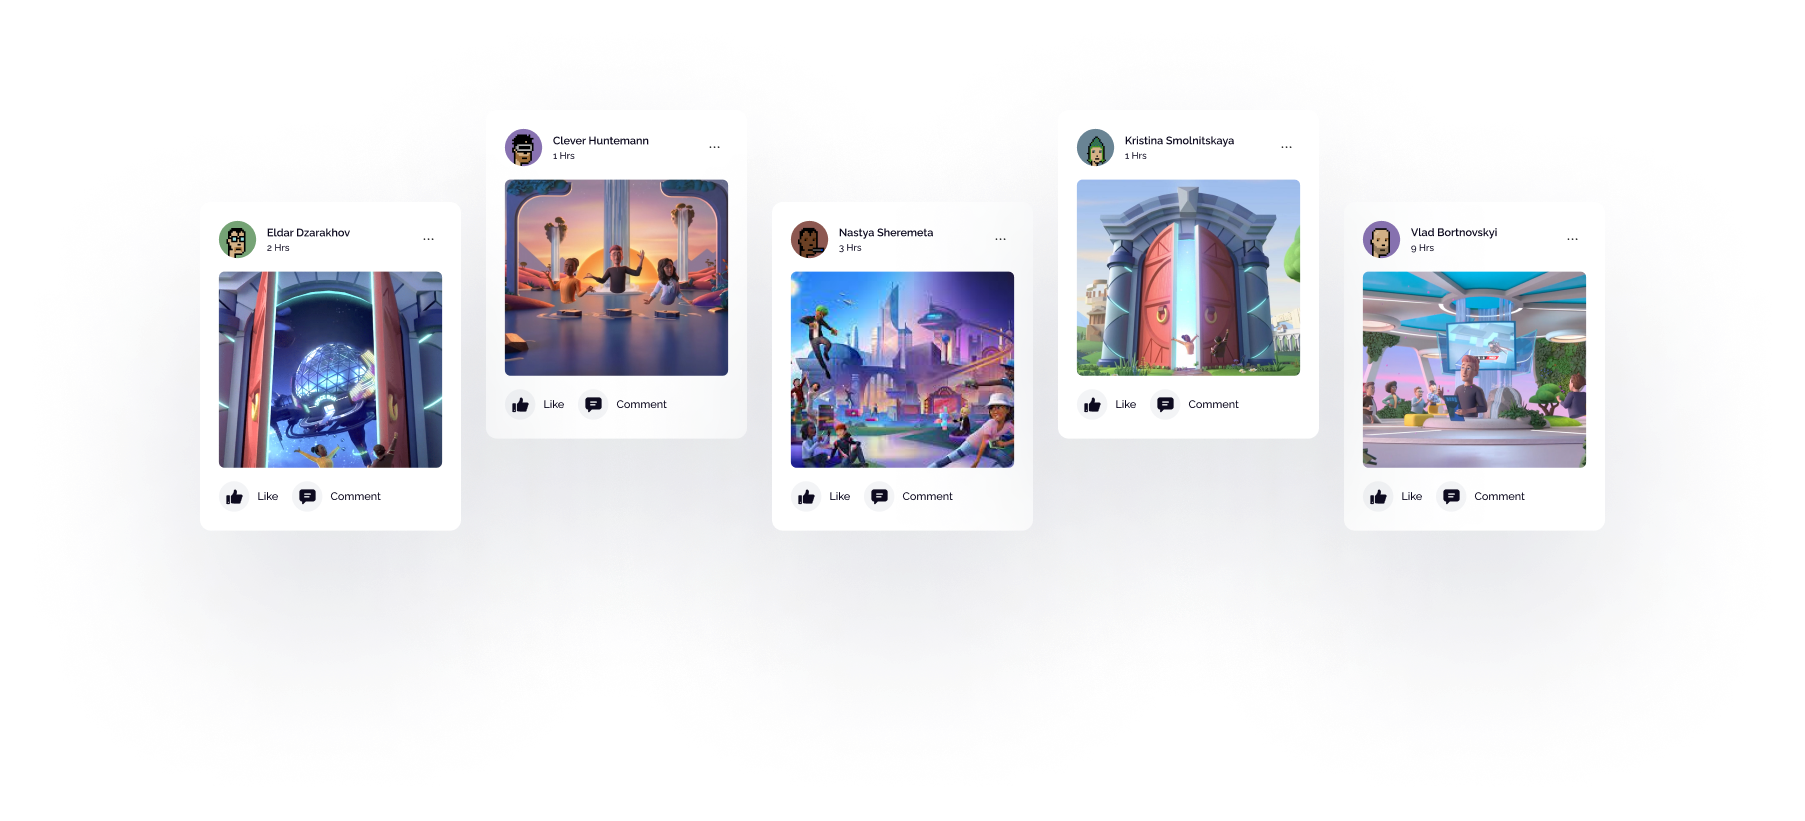 Eldar Dzarakhov
2 Hrs
...
Like
Comment
Clever Huntemann
1 Hrs
...
Like
Comment
Nastya Sheremeta
3 Hrs
...
Like
Comment
Kristina Smolnitskaya
1 Hrs
...
Like
Comment
Vlad Bortnovskyi
9 Hrs
...
Like
Comment